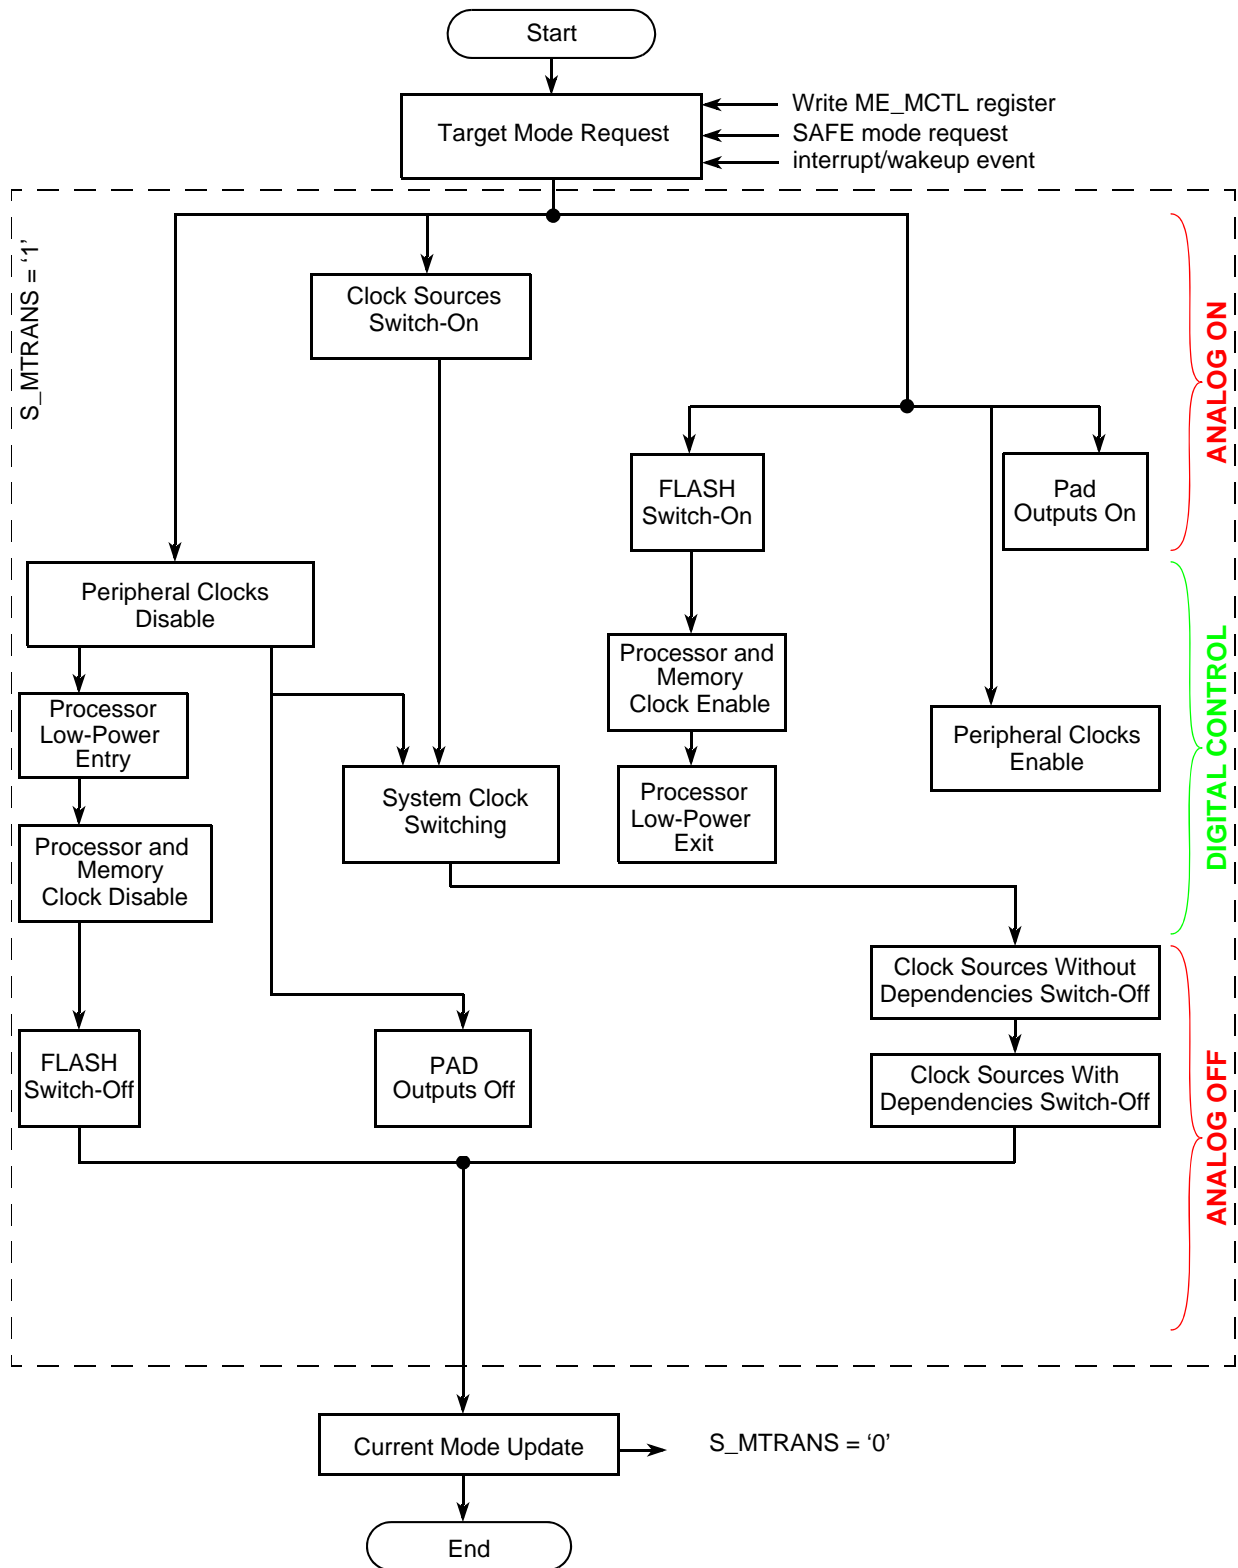 Start
Target Mode Request
Write ME_MCTL register
SAFE mode request
interrupt/wakeup event
S_MTRANS = ‘1’
Clock Sources
Switch-On
ANALOG ON
FLASH
Switch-On
Pad
Outputs On
Peripheral Clocks
Disable
Processor and
Memory
Clock Enable
Processor
Low-Power
Entry
Peripheral Clocks
Enable
DIGITAL CONTROL
System Clock
Switching
Processor
Low-Power
Exit
Processor and
Memory
Clock Disable
Clock Sources Without
Dependencies Switch-Off
FLASH
Switch-Off
PAD
Outputs Off
Clock Sources With
Dependencies Switch-Off
ANALOG OFF
Current Mode Update
S_MTRANS = ‘0’
End